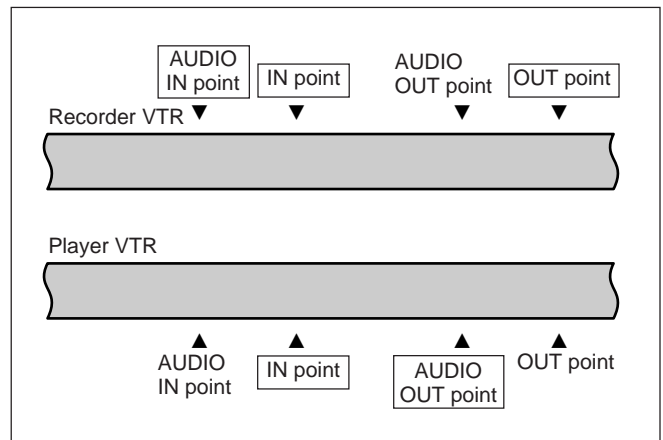 AUDIO
IN point
IN point
AUDIO
OUT point
OUT point
Recorder VTR
Player VTR
AUDIO
IN point
IN point
AUDIO
OUT point
OUT point